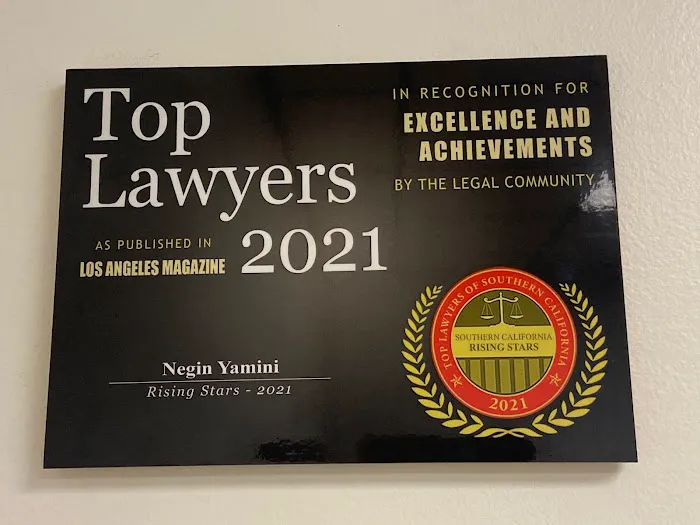 Top
Lawyers
2021
AS PUBLISHED IN
LOS ANGELES MAGAZINE
IN RECOGNITION FOR
EXCELLENCE AND
ACHIEVEMENTS
BY THE LEGAL COMMUNITY
Negin Yamini
Rising Stars - 2021
TOP LAWYERS OF SOUTHERN CALIFORNIA
SOUTHERN CALIFORNIA
RISING STARS
2021